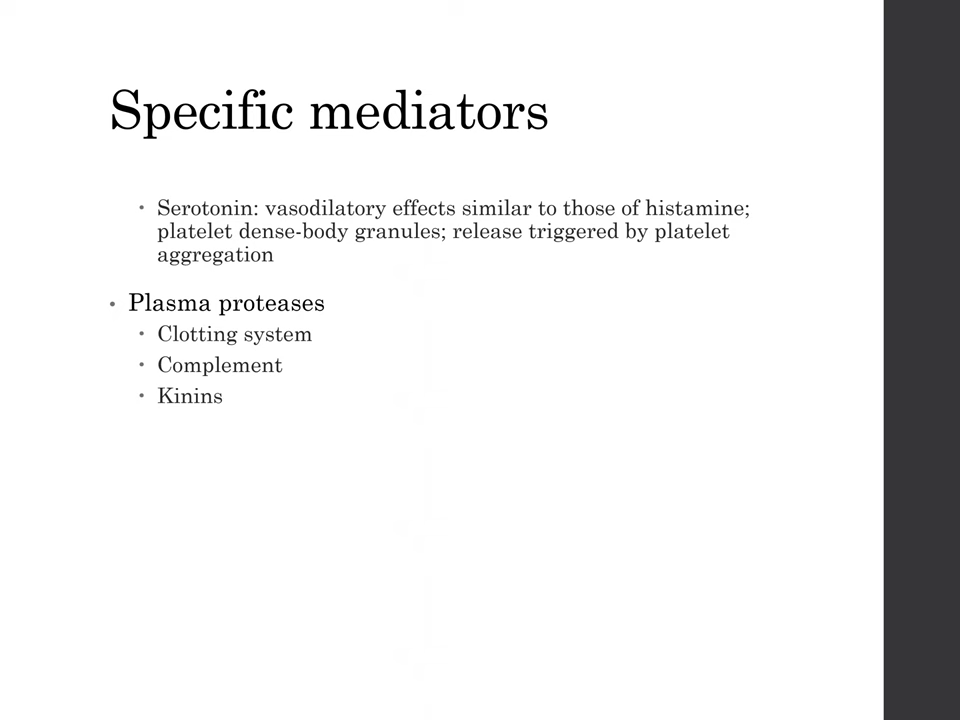 Specific mediators
Serotonin: vasodilatory effects similar to those of histamine;
platelet dense-body granules; release triggered by platelet
aggregation
Plasma proteases
Clotting system
Complement
Kinins